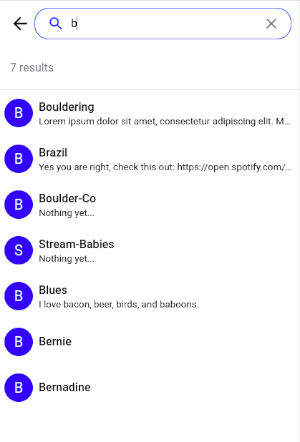 b
7 results
B
Bouldering
Lorem ipsum dolor sit amet, consectetur adipiscing elit. M...
B
Brazil
Yes you are right, check this out: https://open.spotify.com/...
B
Boulder-Co
Nothing yet...
S
Stream-Babies
Nothing yet...
B
Blues
I love bacon, beer, birds, and baboons.
B
Bernie
B
Bernadine